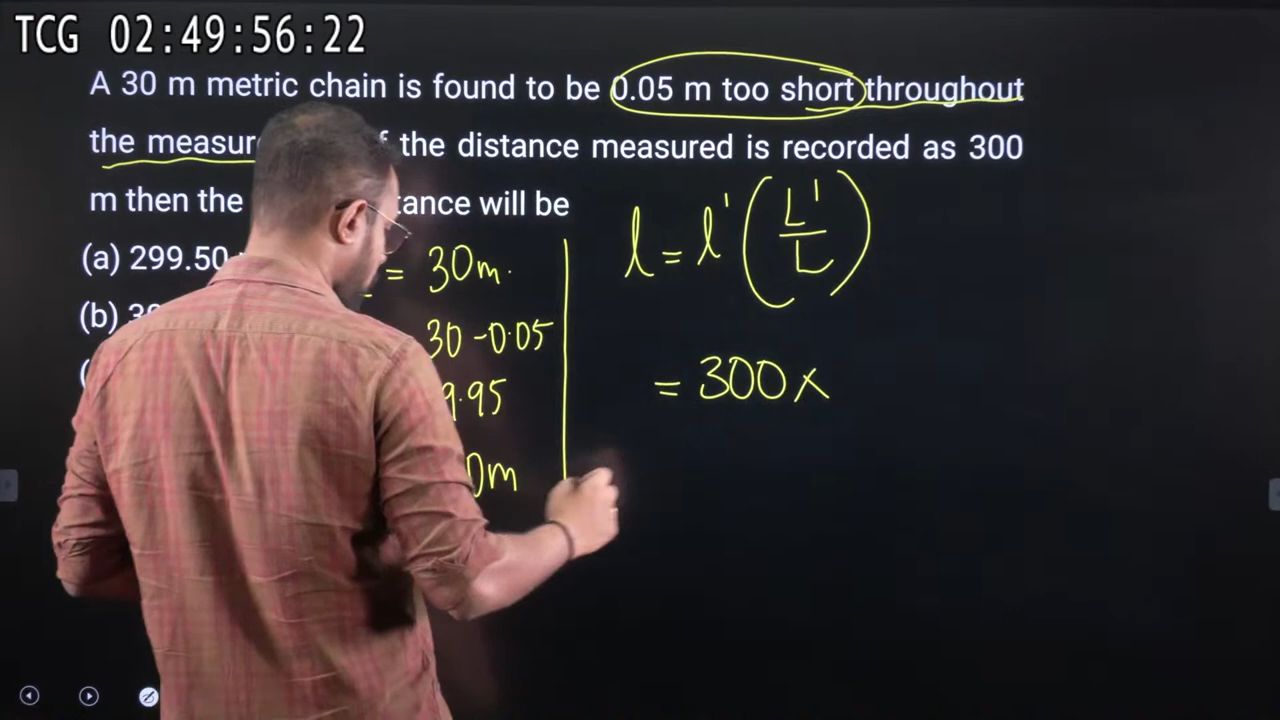 TCG 02:49:56:22
A 30 m metric chain is found to be 0.05 m too short throughout
the measur f the distance measured is recorded as 300
m then the tance will be
(a) 299.50
= 30m.
l = l' (L'/L)
(b) 3
30 - 0.05
9.95
= 300 x
0m